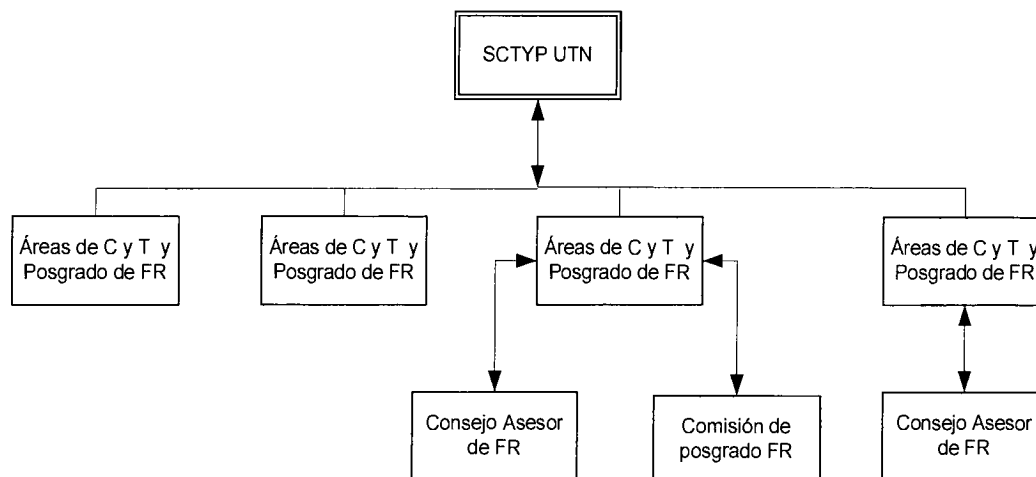 SCTYP UTN
Áreas de C y T y
Posgrado de FR
Áreas de C y T y
Posgrado de FR
Áreas de C y T y
Posgrado de FR
Áreas de C y T y
Posgrado de FR
Consejo Asesor
de FR
Comisión de
posgrado FR
Consejo Asesor
de FR